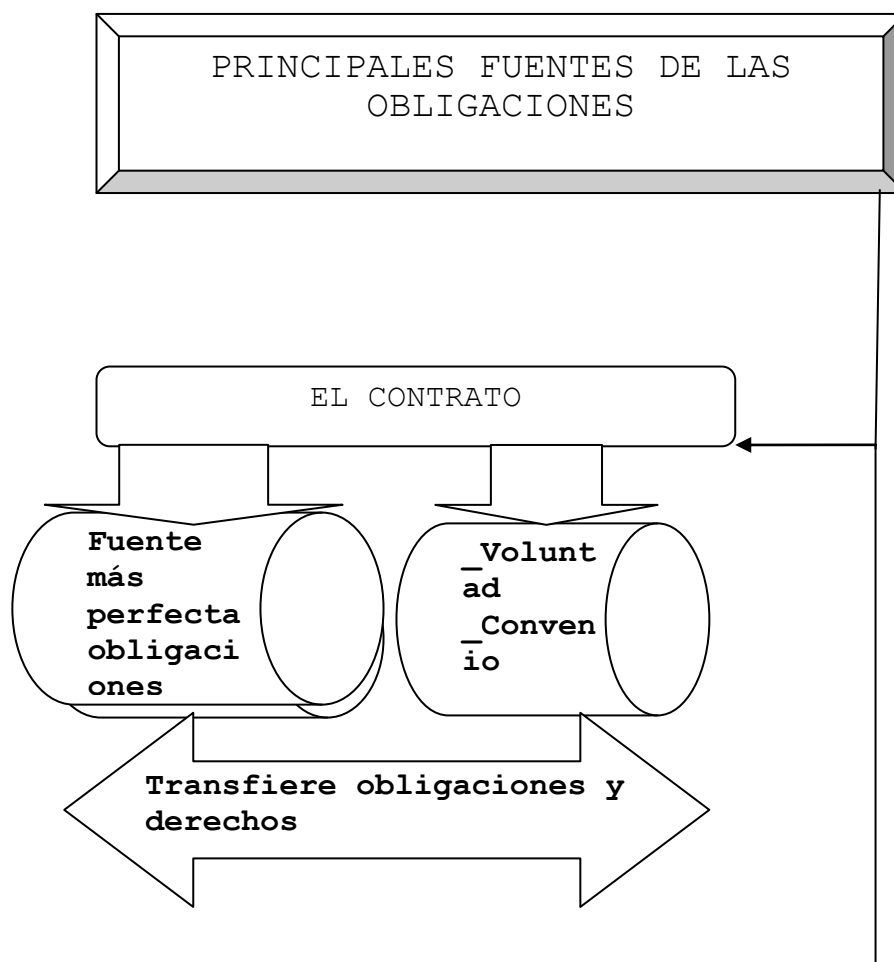 PRINCIPALES FUENTES DE LAS
OBLIGACIONES
EL CONTRATO
Fuente
más
perfecta
obligaci
ones
_Volunt
ad
_Conven
io
Transfiere obligaciones y
derechos